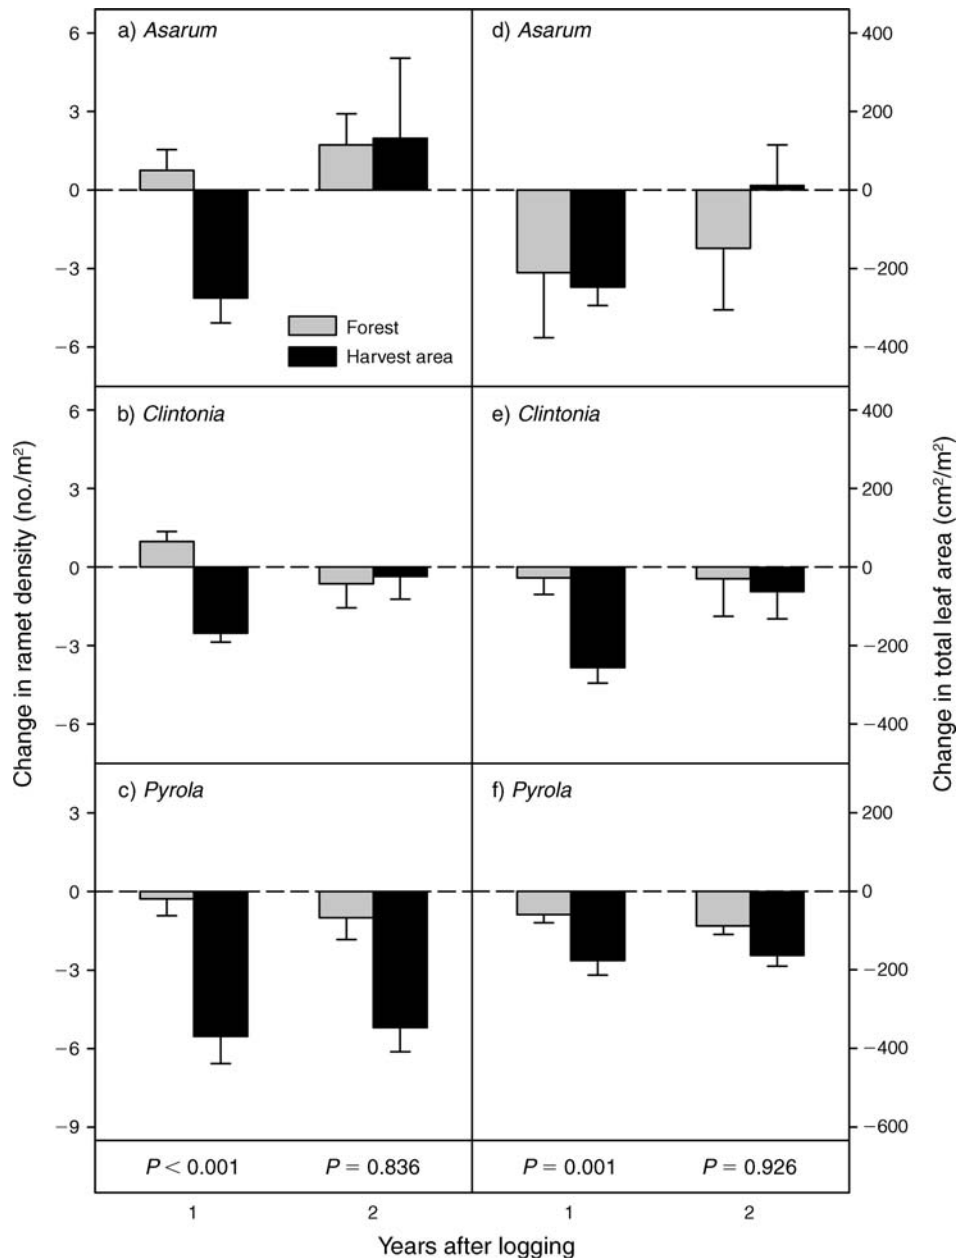 a) Asarum
d) Asarum
6
3
0
−3
−6
400
200
0
−200
−400
Forest
Harvest area
b) Clintonia
e) Clintonia
6
3
0
−3
−6
400
200
0
−200
−400
c) Pyrola
f) Pyrola
3
0
−3
−6
−9
200
0
−200
−400
−600
Change in ramet density (no./m²)
Change in total leaf area (cm²/m²)
P < 0.001
P = 0.836
P = 0.001
P = 0.926
1
2
1
2
Years after logging